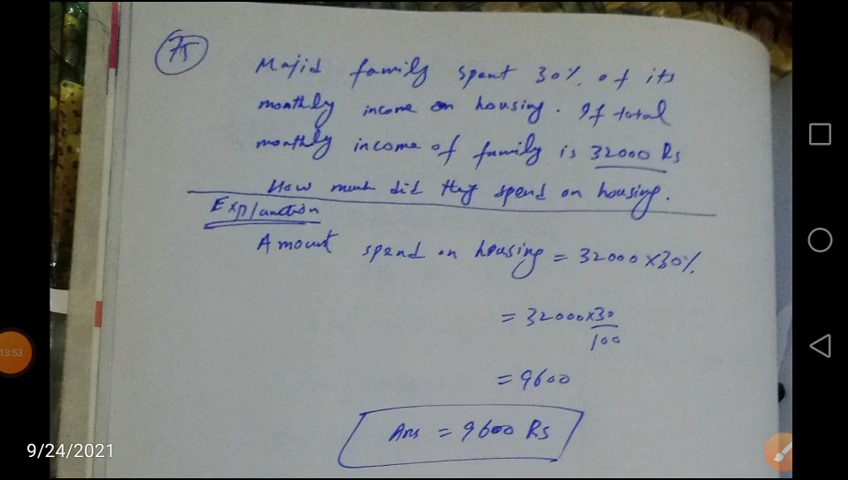 75
Majid family spent 30% of its
monthly income on housing. If total
monthly income of family is 32000 Rs
How much did they spend on housing.
Explanation
Amount spend on housing = 32000 x 30%
= 32000 x 30
100
= 9600
Ans = 9600 Rs
13:53
9/24/2021